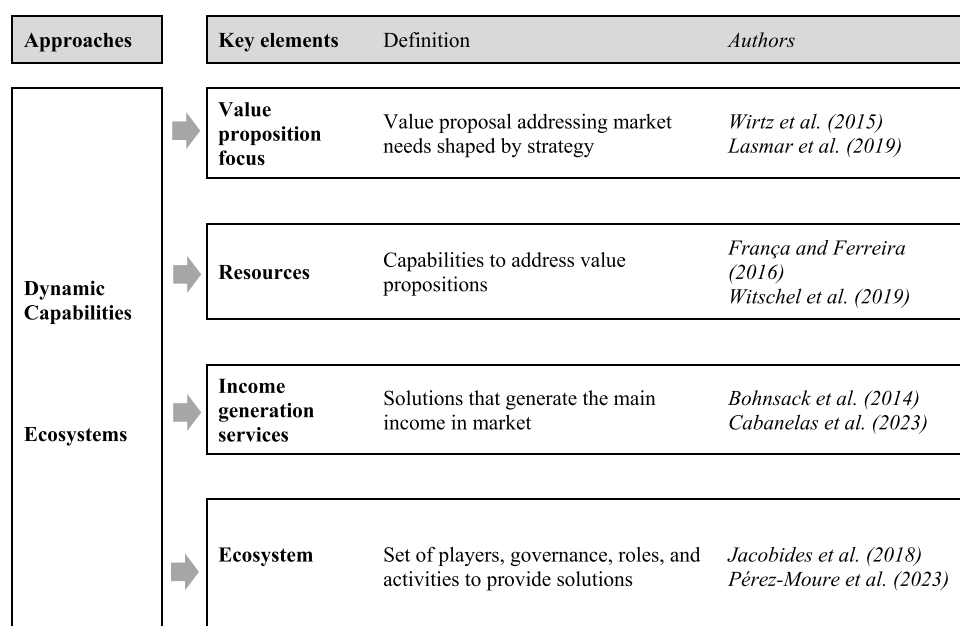 Approaches
Key elements
Definition
Authors
Dynamic
Capabilities
Ecosystems
Value
proposition
focus
Value proposal addressing market
needs shaped by strategy
Wirtz et al. (2015)
Lasmar et al. (2019)
Resources
Capabilities to address value
propositions
França and Ferreira
(2016)
Witschel et al. (2019)
Income
generation
services
Solutions that generate the main
income in market
Bohnsack et al. (2014)
Cabanelas et al. (2023)
Ecosystem
Set of players, governance, roles, and
activities to provide solutions
Jacobides et al. (2018)
Pérez-Moure et al. (2023)